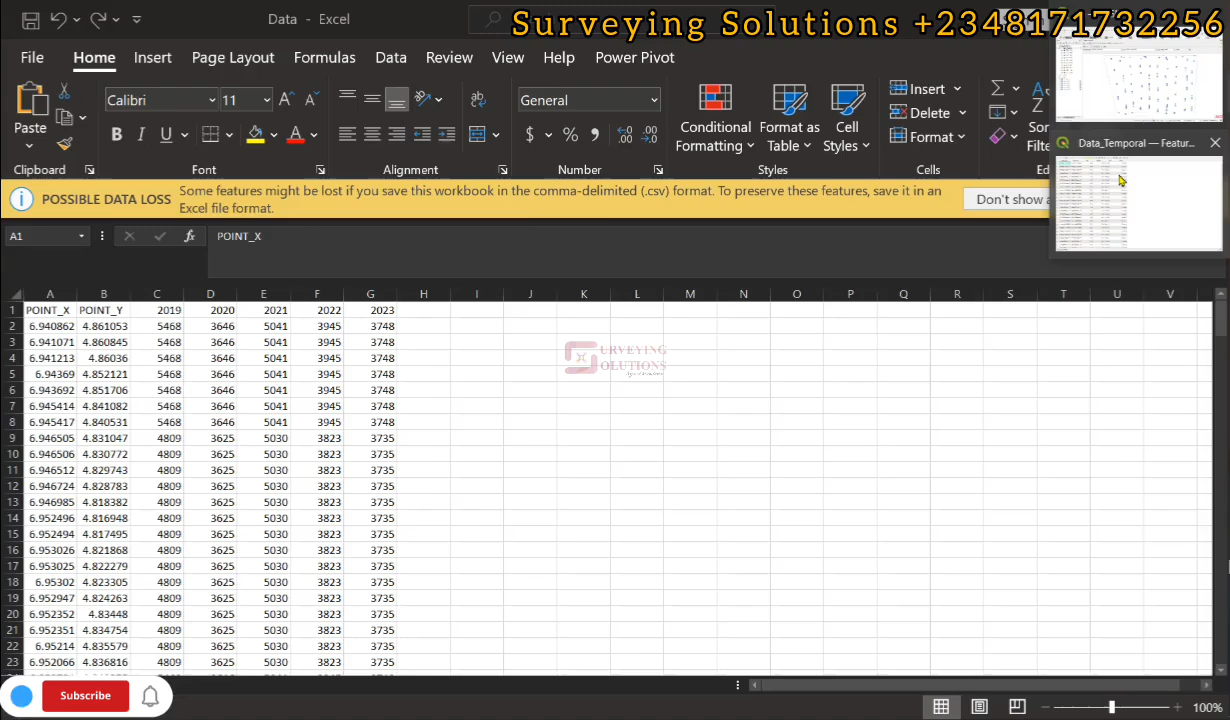 Data - Excel
Surveying Solutions +2348171732256
File Home Insert Page Layout Formulas Data Review View Help Power Pivot
Paste
Calibri 11
General
Conditional Formatting
Format as Table
Cell Styles
Insert
Delete
Format
Clipboard Font Alignment Number Styles Cells
Data_Temporal — Featur...
POSSIBLE DATA LOSS Some features might be lost if you save this workbook in the comma-delimited (.csv) format. To preserve these features, save it in an
Excel file format.
Don't show
A1 fx POINT_X
A B C D E F G H I J K L M N O P Q R S T U V
1 POINT_X POINT_Y 2019 2020 2021 2022 2023
2 6.940862 4.861053 5468 3646 5041 3945 3748
3 6.941071 4.860845 5468 3646 5041 3945 3748
4 6.941213 4.86036 5468 3646 5041 3945 3748
5 6.94369 4.852121 5468 3646 5041 3945 3748
6 6.943692 4.851706 5468 3646 5041 3945 3748
7 6.945414 4.841082 5468 3646 5041 3945 3748
8 6.945417 4.840531 5468 3646 5041 3945 3748
9 6.946505 4.831047 4809 3625 5030 3823 3735
10 6.946506 4.830772 4809 3625 5030 3823 3735
11 6.946512 4.829743 4809 3625 5030 3823 3735
12 6.946724 4.828783 4809 3625 5030 3823 3735
13 6.946985 4.818382 4809 3625 5030 3823 3735
14 6.952496 4.816948 4809 3625 5030 3823 3735
15 6.952494 4.817495 4809 3625 5030 3823 3735
16 6.953026 4.821868 4809 3625 5030 3823 3735
17 6.953025 4.822279 4809 3625 5030 3823 3735
18 6.95302 4.823305 4809 3625 5030 3823 3735
19 6.952947 4.824263 4809 3625 5030 3823 3735
20 6.952352 4.83448 4809 3625 5030 3823 3735
21 6.952351 4.834754 4809 3625 5030 3823 3735
22 6.95214 4.835579 4809 3625 5030 3823 3735
23 6.952066 4.836816 4809 3625 5030 3823 3735
SURVEYING
SOLUTIONS
Subscribe
100%